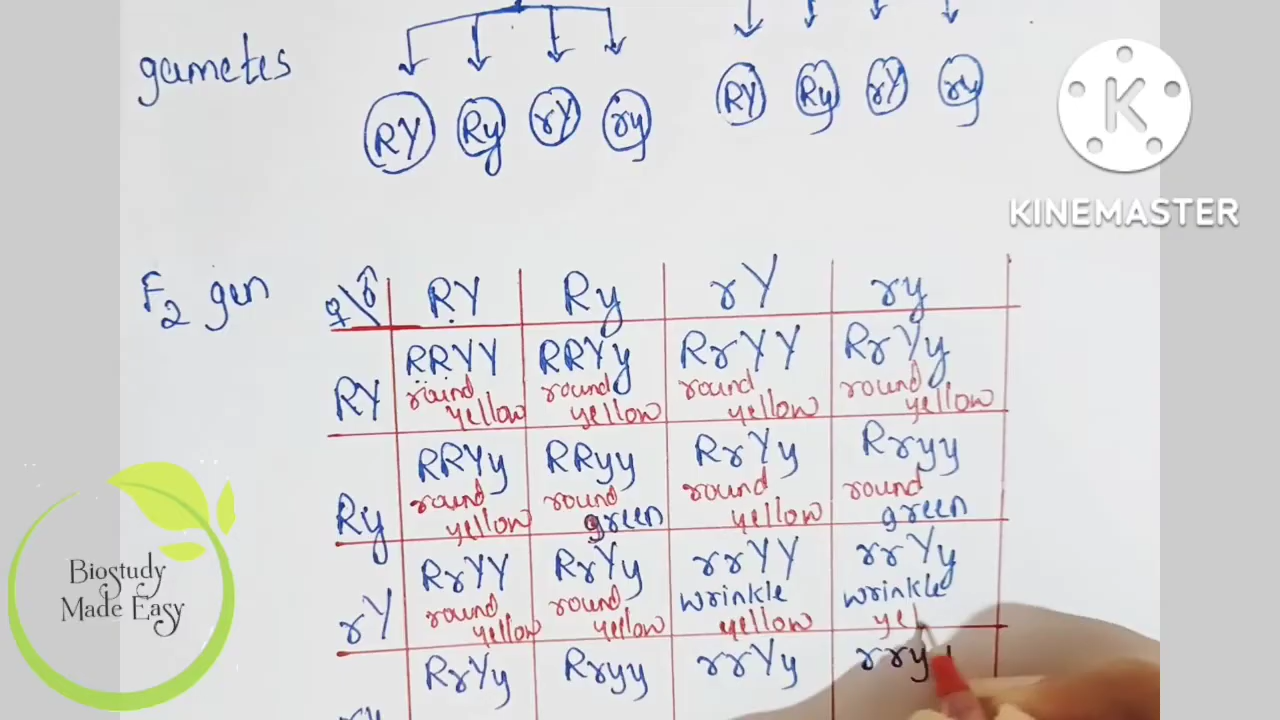 gametes
RY Ry rY ry
RY Ry rY ry
KINEMASTER
F2 gen
♀ ♂ RY Ry rY ry
RY RRYY RRYy RrYY RrYy
round round round round
yellow yellow yellow yellow
Ry RRYy RRyy RrYy Rryy
round round round round
yellow green yellow green
rY RrYY RrYy rrYY rrYy
round round wrinkle wrinkle
yellow yellow yellow yel
RrYy Rryy rrYy rry
ry
Biostudy
Made Easy